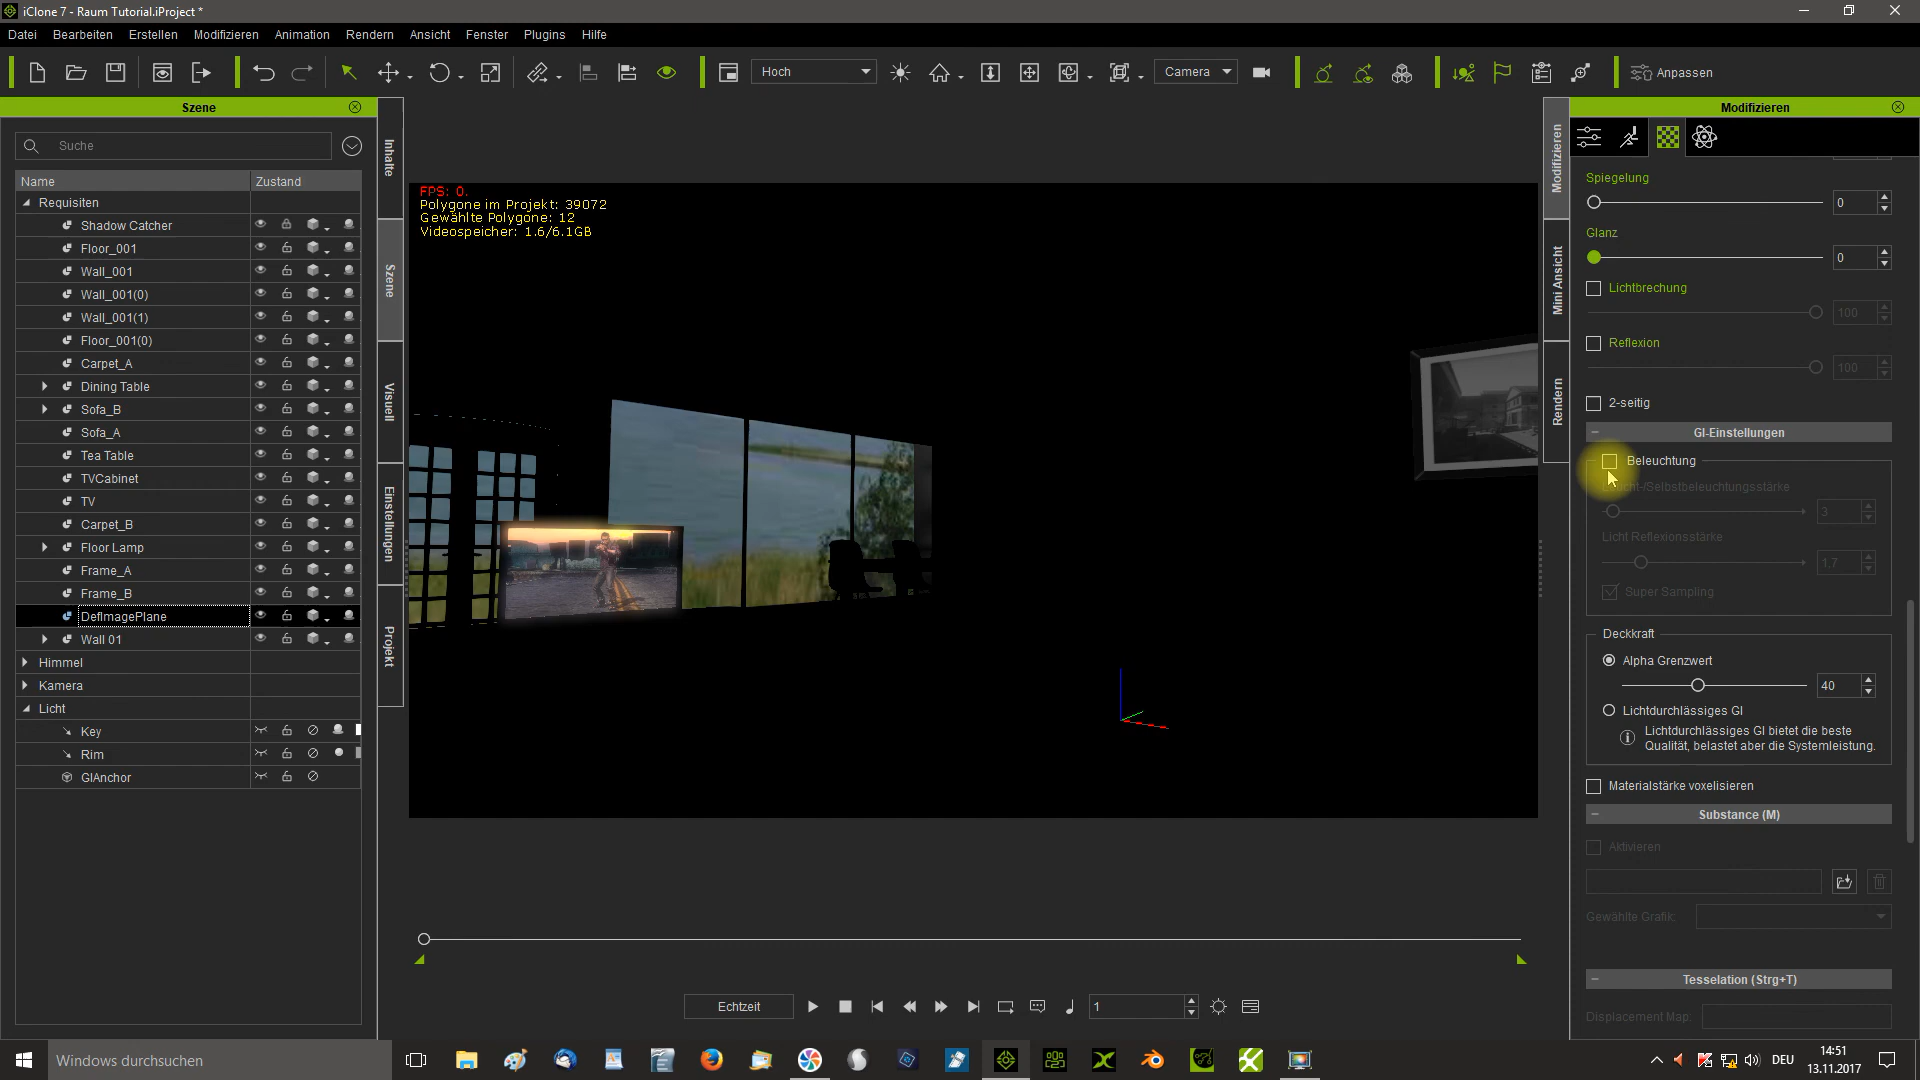 iClone 7 - Raum Tutorial.iProject *
Datei Bearbeiten Erstellen Modifizieren Animation Rendern Ansicht Fenster Plugins Hilfe
Hoch
Camera
Anpassen
Szene
Suche
Name Zustand
Requisiten
Shadow Catcher
Floor_001
Wall_001
Wall_001(0)
Wall_001(1)
Floor_001(0)
Carpet_A
Dining Table
Sofa_B
Sofa_A
Tea Table
TVCabinet
TV
Carpet_B
Floor Lamp
Frame_A
Frame_B
DefImagePlane
Wall 01
Himmel
Kamera
Licht
Key
Rim
GIAnchor
Inhalte
Szene
Visuell
Einstellungen
Projekt
FPS: 0.
Polygone im Projekt: 39072
Gewählte Polygone: 12
Videospeicher: 1.6/6.1GB
Echtzeit
1
Modifizieren
Mini Ansicht
Rendern
Modifizieren
Spiegelung
0
Glanz
0
Lichtbrechung
100
Reflexion
100
2-seitig
GI-Einstellungen
Beleuchtung
-/Selbstbeleuchtungsstärke
3
Licht Reflexionsstärke
1.7
Super Sampling
Deckkraft
Alpha Grenzwert
40
Lichtdurchlässiges GI
Lichtdurchlässiges GI bietet die beste
Qualität, belastet aber die Systemleistung.
Materialstärke voxelisieren
Substance (M)
Aktivieren
Gewählte Grafik:
Tesselation (Strg+T)
Displacement Map:
Windows durchsuchen
DEU
14:51
13.11.2017